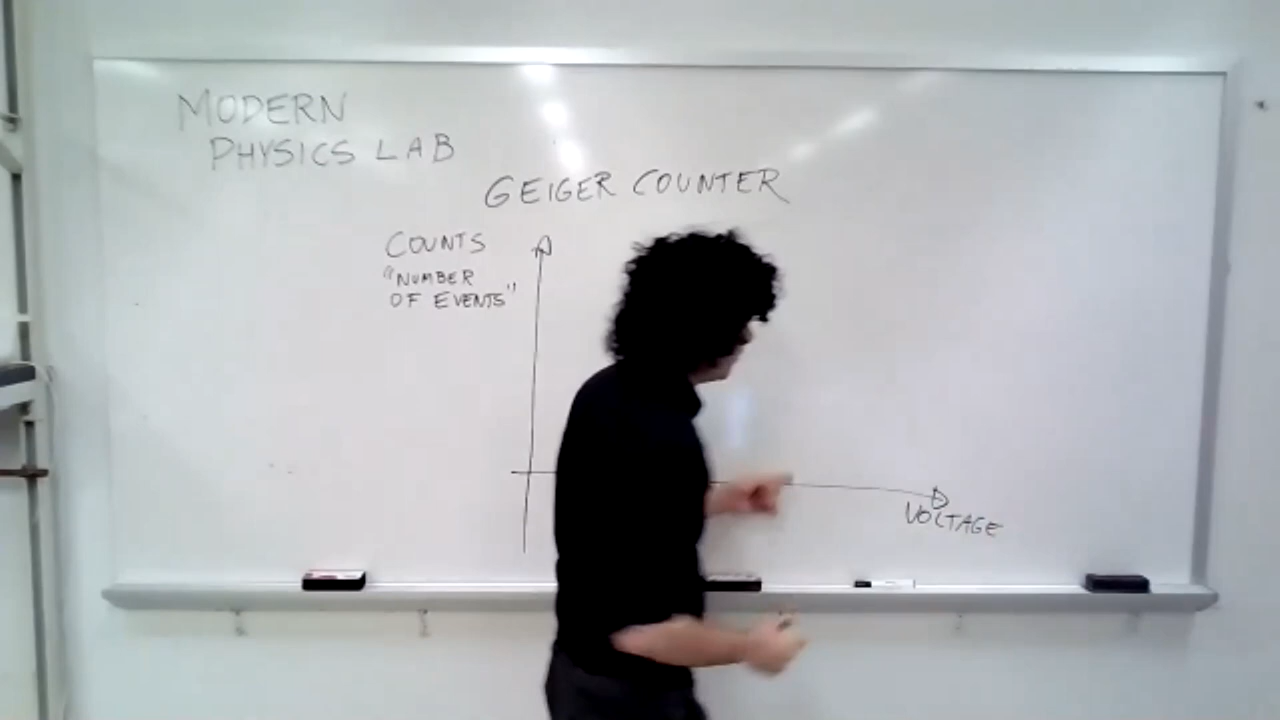 MODERN
PHYSICS LAB
GEIGER COUNTER
COUNTS
"NUMBER
OF EVENTS"
VOLTAGE